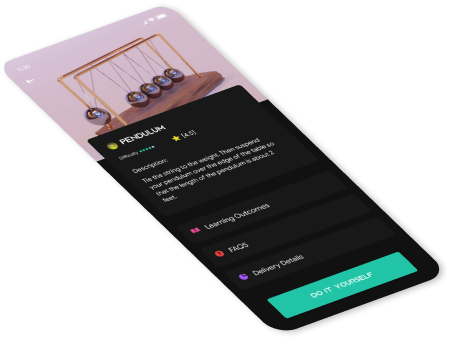 PENDULUM
Difficulty
(4.5)
Description:
Tie the string to the weight. Then suspend
your pendulum over the edge of the table so
that the length of the pendulum is about 2
feet.
Learning Outcomes
FAQS
Delivery Details
DO IT YOURSELF